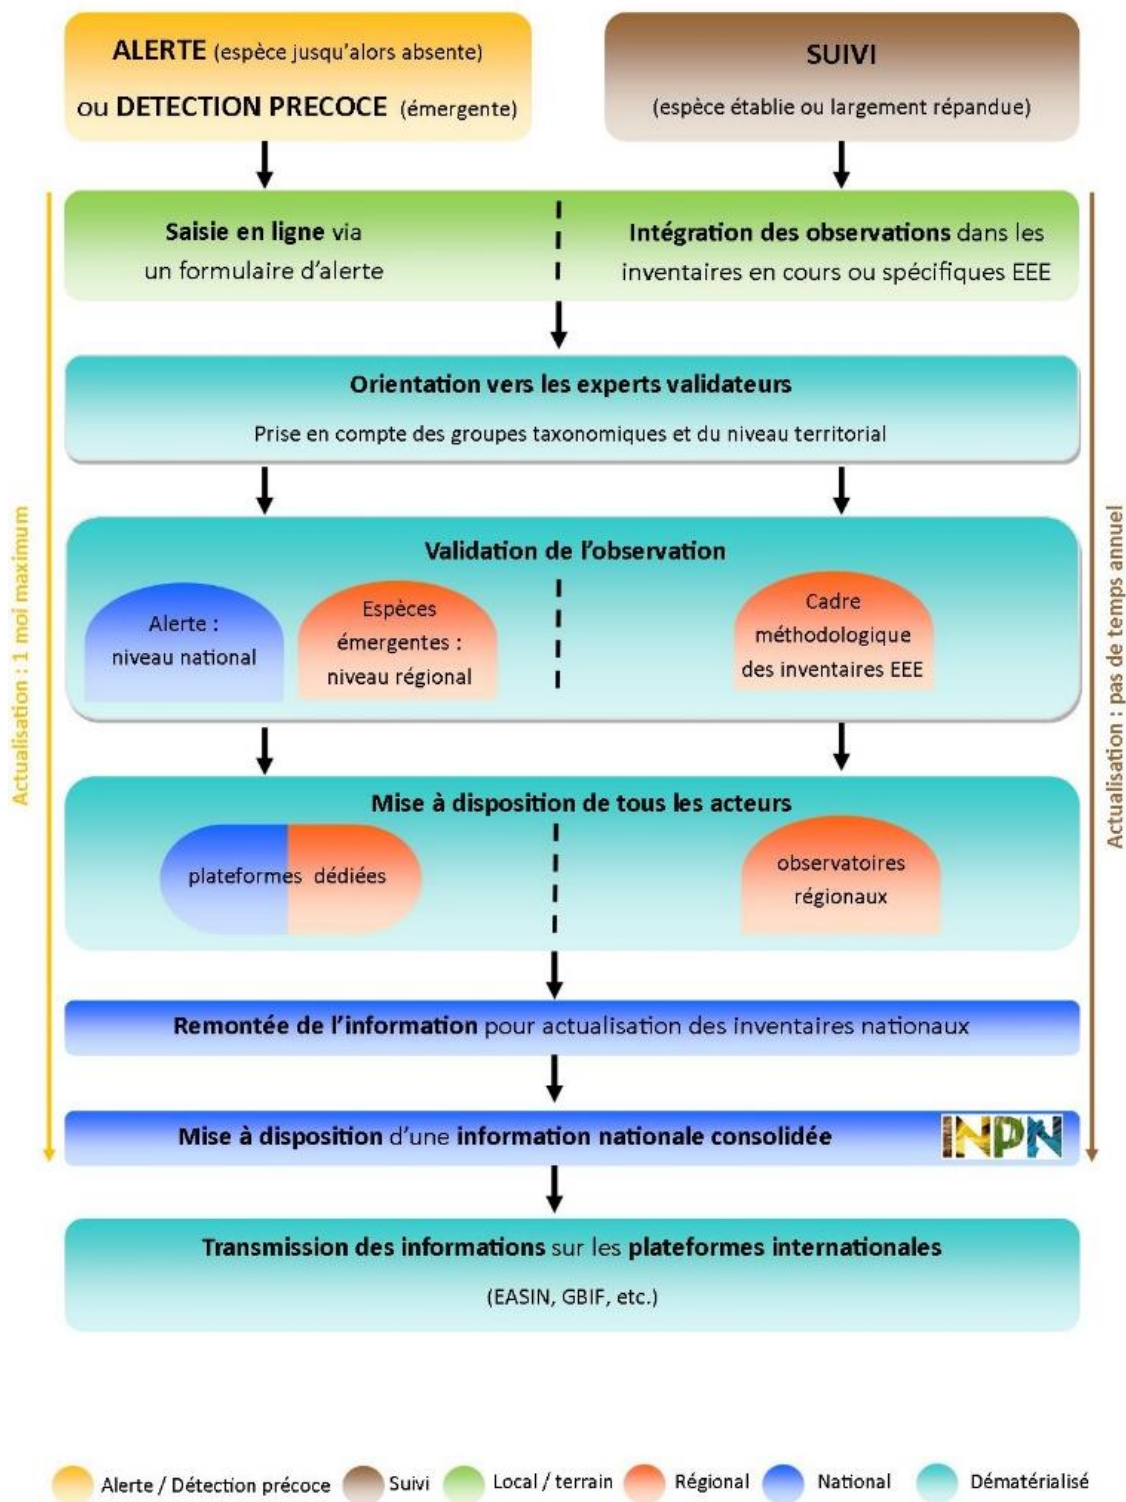 ALERTE (espèce jusqu'alors absente)
ou DETECTION PRECOCE (émergente)
SUIVI
(espèce établie ou largement répandue)
Saisie en ligne via
un formulaire d'alerte
Intégration des observations dans les
inventaires en cours ou spécifiques EEE
Orientation vers les experts validateurs
Prise en compte des groupes taxonomiques et du niveau territorial
Actualisation : 1 moi maximum
Actualisation : pas de temps annuel
Validation de l'observation
Alerte :
niveau national
Espèces
émergentes :
niveau régional
Cadre
méthodologique
des inventaires EEE
Mise à disposition de tous les acteurs
plateformes dédiées
observatoires
régionaux
Remontée de l'information pour actualisation des inventaires nationaux
Mise à disposition d'une information nationale consolidée
INPN
Transmission des informations sur les plateformes internationales
(EASIN, GBIF, etc.)
Alerte / Détection précoce
Suivi
Local / terrain
Régional
National
Dématérialisé